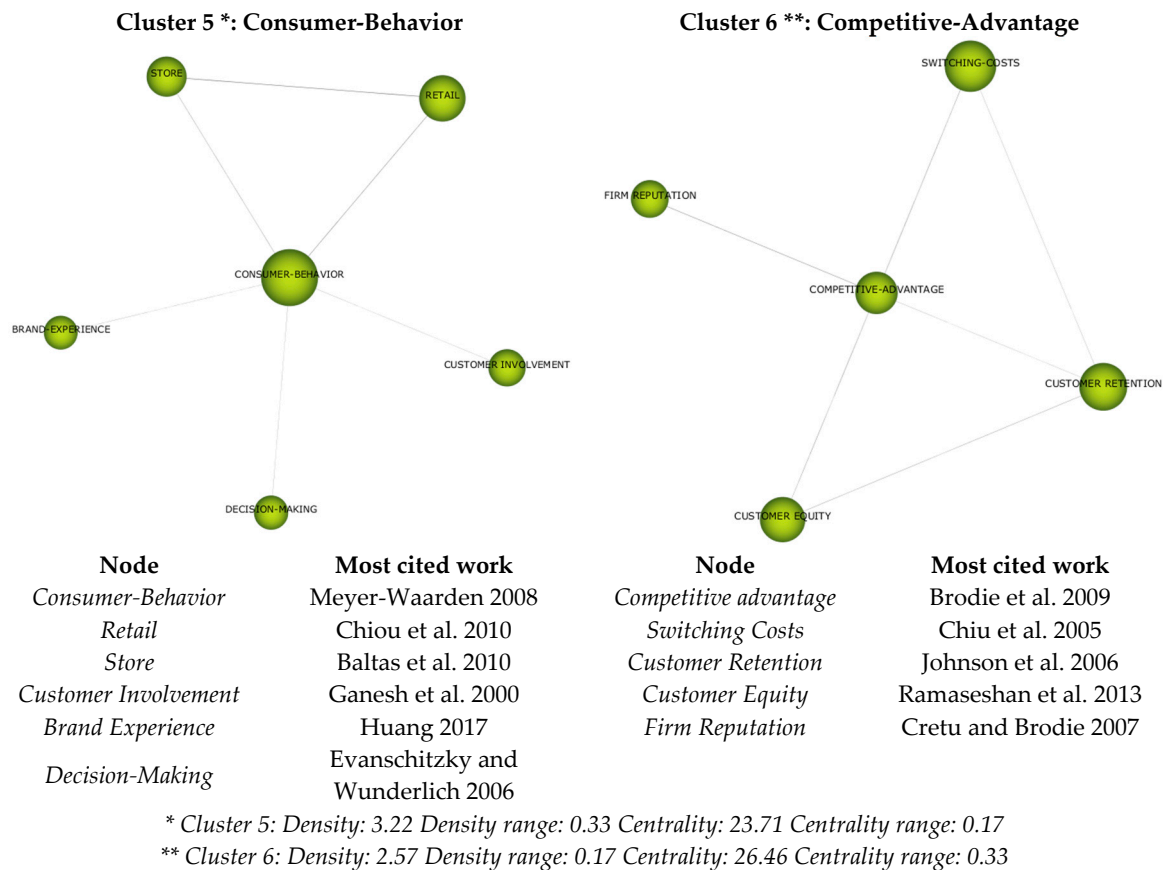 Cluster 5 *: Consumer-Behavior
STORE
RETAIL
CONSUMER-BEHAVIOR
BRAND-EXPERIENCE
CUSTOMER INVOLVEMENT
DECISION-MAKING
Cluster 6 **: Competitive-Advantage
SWITCHING-COSTS
FIRM REPUTATION
COMPETITIVE-ADVANTAGE
CUSTOMER RETENTION
CUSTOMER EQUITY
Node Most cited work
Consumer-Behavior Meyer-Waarden 2008
Retail Chiou et al. 2010
Store Baltas et al. 2010
Customer Involvement Ganesh et al. 2000
Brand Experience Huang 2017
Decision-Making Evanschitzky and
Wunderlich 2006
Node Most cited work
Competitive advantage Brodie et al. 2009
Switching Costs Chiu 2005
Customer Retention Johnson et al. 2006
Customer Equity Ramaseshan et al. 2013
Firm Reputation Cretu and Brodie 2007
* Cluster 5: Density: 3.22 Density range: 0.33 Centrality: 23.71 Centrality range: 0.17
** Cluster 6: Density: 2.57 Density range: 0.17 Centrality: 26.46 Centrality range: 0.33